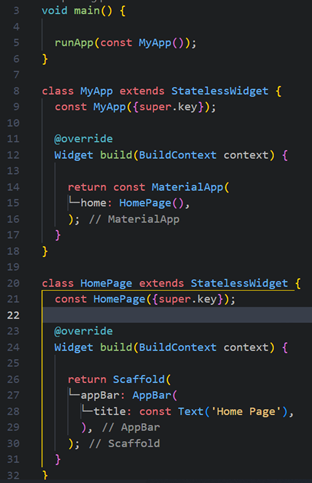 3 void main() {
4
5 runApp(const MyApp());
6 }
7
8 class MyApp extends StatelessWidget {
9 const MyApp({super.key});
10
11 @override
12 Widget build(BuildContext context) {
13
14 return const MaterialApp(
15 home: HomePage(),
16 ); // MaterialApp
17 }
18 }
19
20 class HomePage extends StatelessWidget {
21 const HomePage({super.key});
22
23 @override
24 Widget build(BuildContext context) {
25
26 return Scaffold(
27 appBar: AppBar(
28 title: const Text('Home Page'),
29 ), // AppBar
30 ); // Scaffold
31 }
32 }